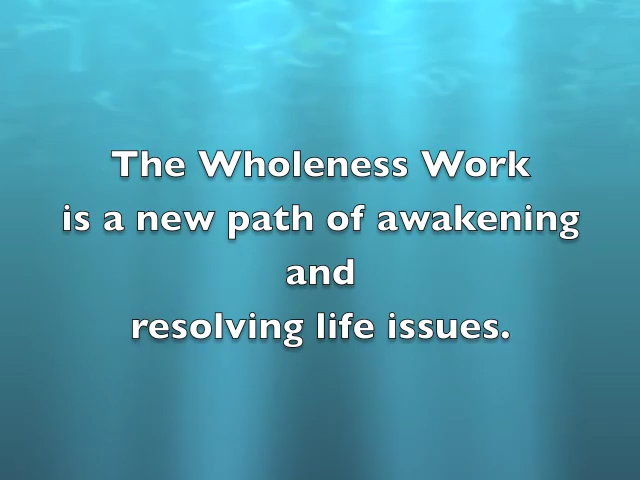 The Wholeness Work
is a new path of awakening
and
resolving life issues.